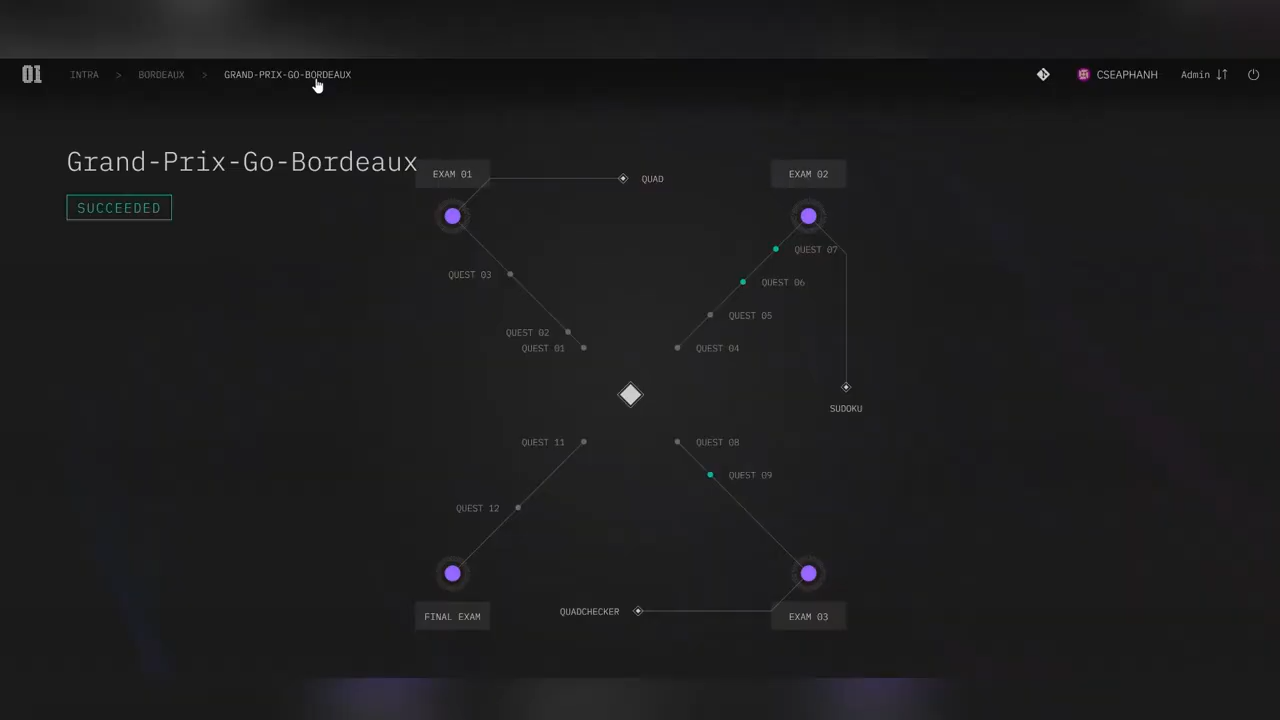 01 INTRA > BORDEAUX > GRAND-PRIX-GO-BORDEAUX CSEAPHANH Admin
Grand-Prix-Go-Bordeaux
SUCCEEDED
EXAM 01
QUAD
EXAM 02
QUEST 07
QUEST 03
QUEST 06
QUEST 05
QUEST 02
QUEST 01
QUEST 04
SUDOKU
QUEST 11
QUEST 08
QUEST 09
QUEST 12
QUADCHECKER
FINAL EXAM
EXAM 03